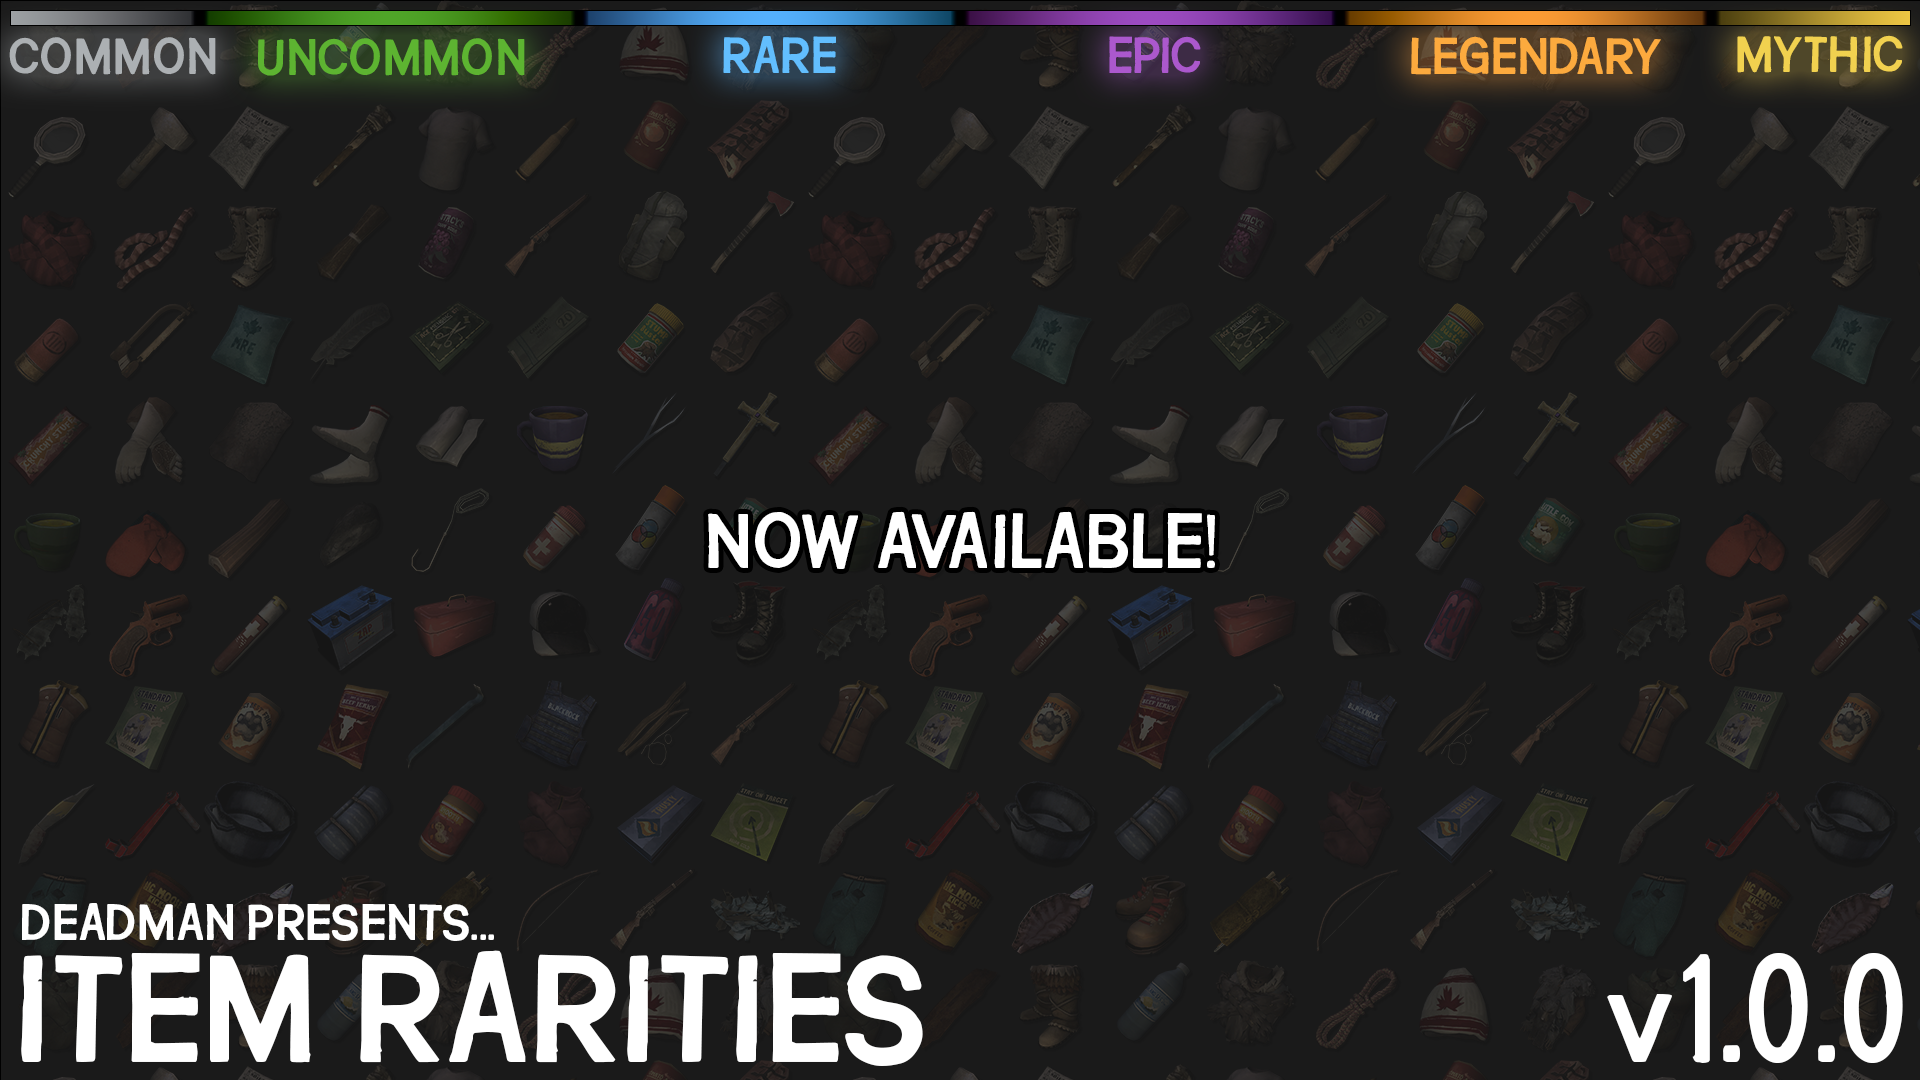 COMMON UNCOMMON RARE EPIC LEGENDARY MYTHIC
NOW AVAILABLE!
DEADMAN PRESENTS...
ITEM RARITIES
v1.0.0